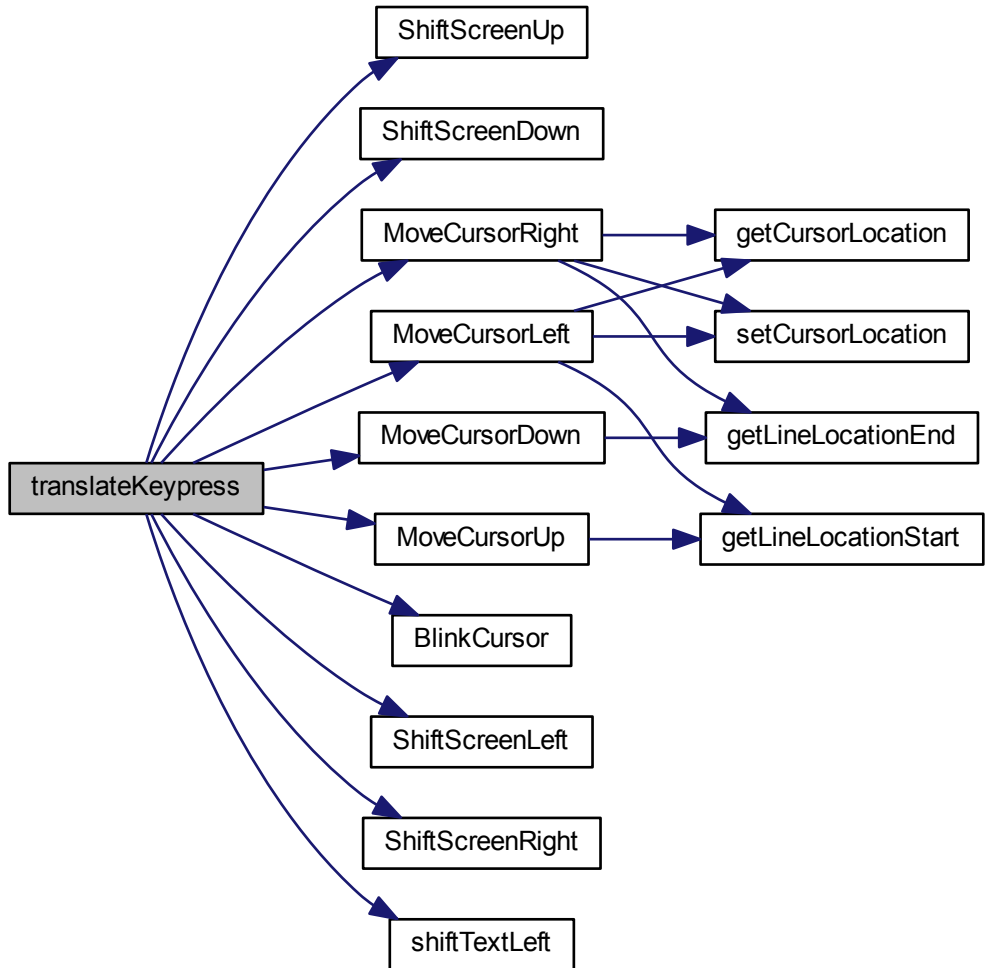 ShiftScreenUp
ShiftScreenDown
MoveCursorRight
getCursorLocation
MoveCursorLeft
setCursorLocation
MoveCursorDown
getLineLocationEnd
translateKeypress
MoveCursorUp
getLineLocationStart
BlinkCursor
ShiftScreenLeft
ShiftScreenRight
shiftTextLeft